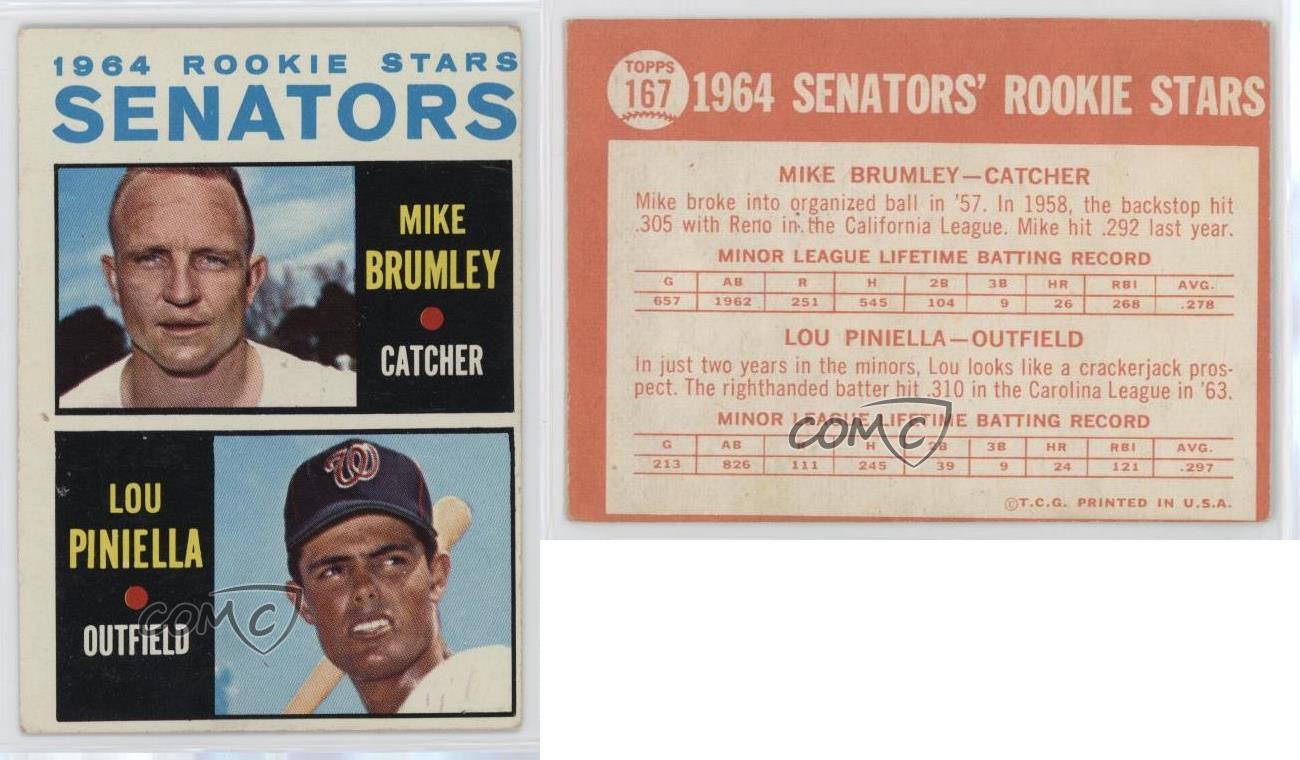 1964 ROOKIE STARS
SENATORS
MIKE
BRUMLEY
CATCHER
W
LOU
PINIELLA
OUTFIELD
COMC
TOPPS
167
1964 SENATORS' ROOKIE STARS
MIKE BRUMLEY—CATCHER
Mike broke into organized ball in '57. In 1958, the backstop hit
.305 with Reno in the California League. Mike hit .292 last year.
MINOR LEAGUE LIFETIME BATTING RECORD
G AB R H 2B 3B HR RBI AVG.
657 1962 251 545 104 9 26 268 .278
LOU PINIELLA—OUTFIELD
In just two years in the minors, Lou looks like a crackerjack pros-
pect. The righthanded batter hit .310 in the Carolina League in '63.
MINOR LEAGUE LIFETIME BATTING RECORD
G AB R H 2B 3B HR RBI AVG.
213 826 111 245 39 9 24 121 .297
COMC
©T.C.G. PRINTED IN U.S.A.